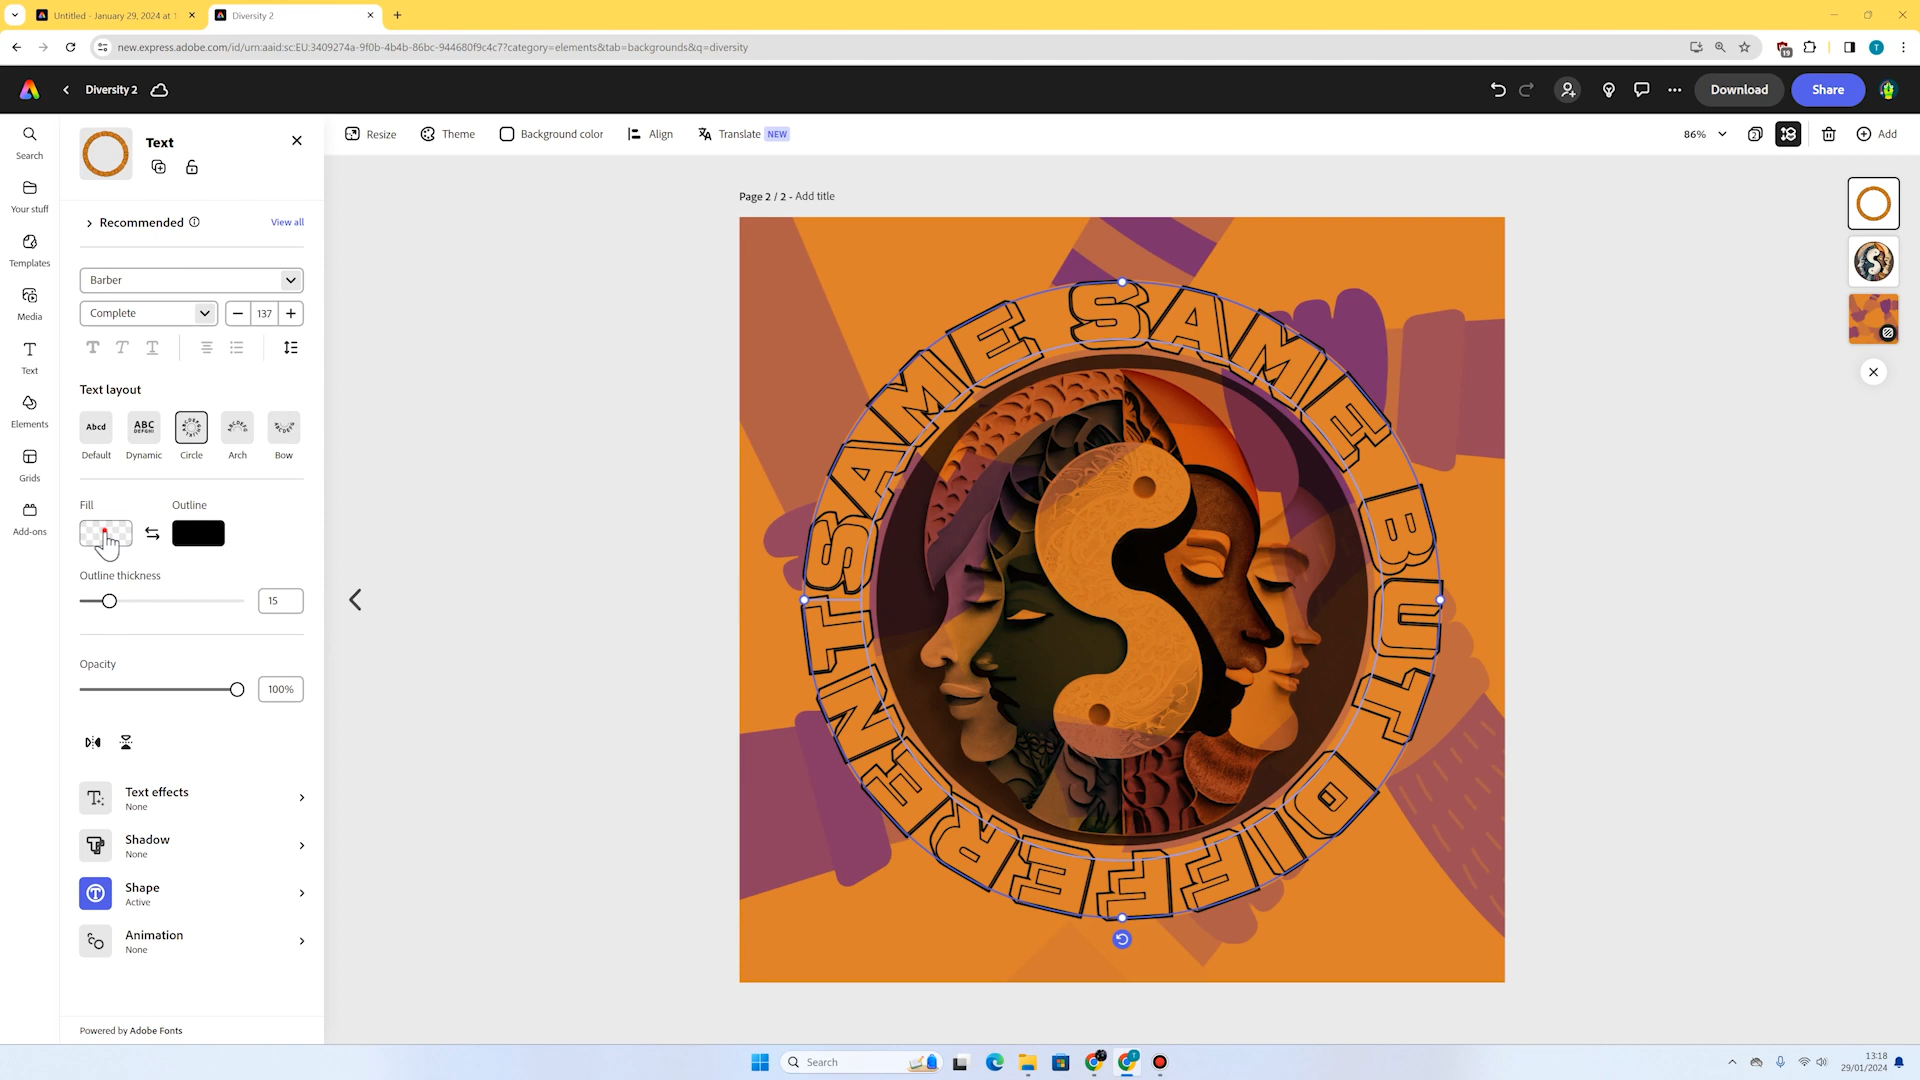 Untitled - January 29, 2024 at 1
Diversity 2
new.express.adobe.com/id/urn:aaid:sc:EU:3409274a-9f0b-4b4b-86bc-944680f9c4c7?category=elements&tab=backgrounds&q=diversity
19
T
Diversity 2
Download
Share
Search
Your stuff
Templates
Media
Text
Elements
Grids
Add-ons
Text
Recommended
View all
Barber
Complete
137
Text layout
Abcd
ABC
DEFGHI
Default
Dynamic
Circle
Arch
Bow
Fill
Outline
Outline thickness
15
Opacity
100%
Text effects
None
Shadow
None
Shape
Active
Animation
None
Powered by Adobe Fonts
Resize
Theme
Background color
Align
Translate NEW
86%
2
Add
Page 2 / 2 - Add title
SAME SAME BUT DIFFERENT
Search
13:18
29/01/2024